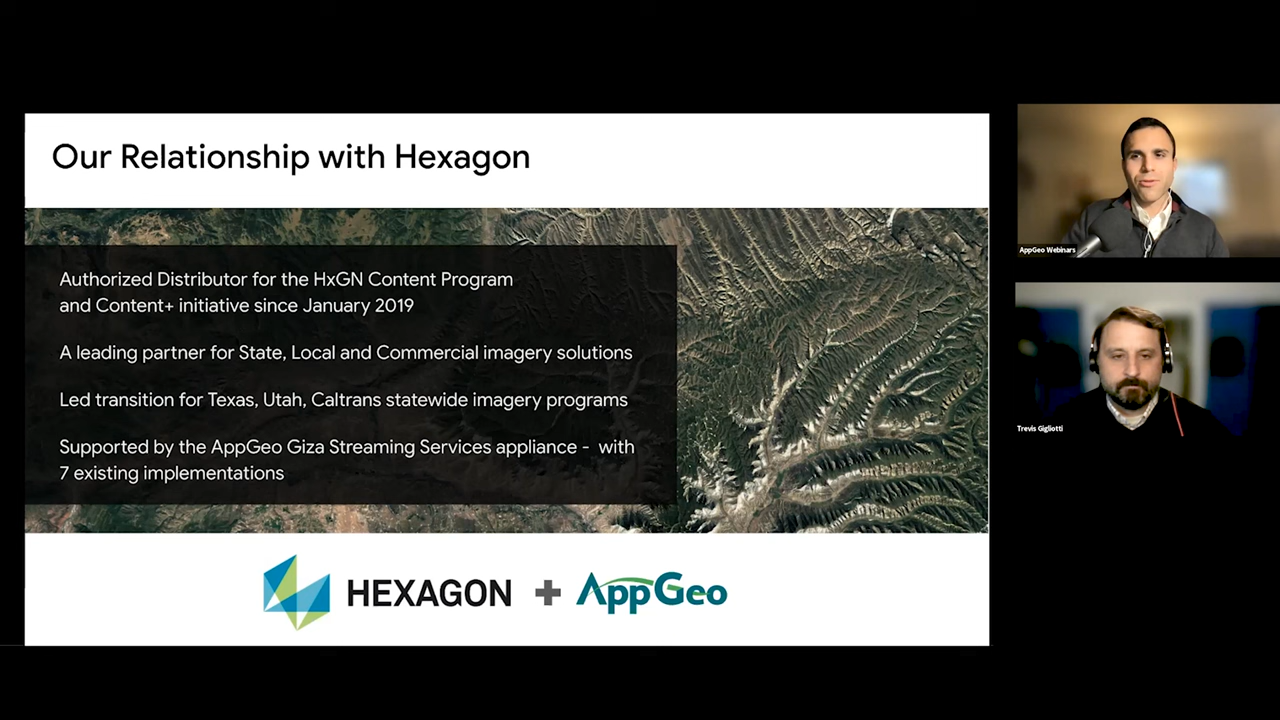 Our Relationship with Hexagon
Authorized Distributor for the HxGN Content Program
and Content+ initiative since January 2019
A leading partner for State, Local and Commercial imagery solutions
Led transition for Texas, Utah, Caltrans statewide imagery programs
Supported by the AppGeo Giza Streaming Services appliance - with
7 existing implementations
HEXAGON + AppGeo
AppGeo Webinars
Trevis Gigliotti